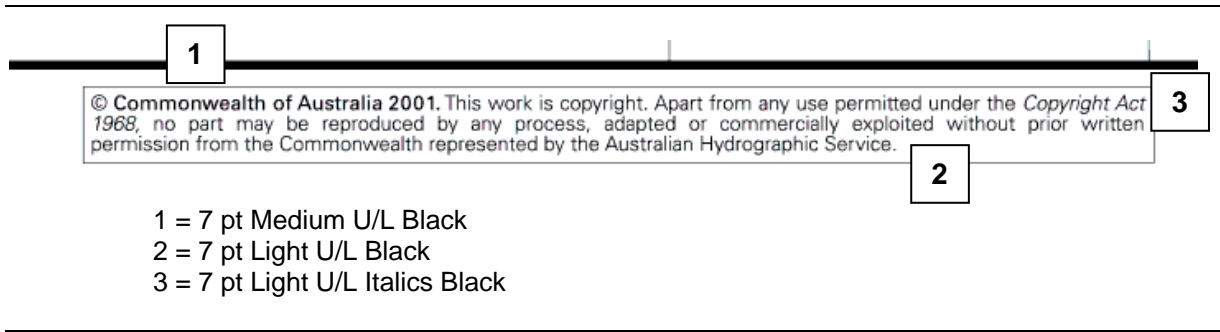 1
© Commonwealth of Australia 2001. This work is copyright. Apart from any use permitted under the Copyright Act
3
1968, no part may be reproduced by any process, adapted or commercially exploited without prior written
permission from the Commonwealth represented by the Australian Hydrographic Service.
2
1 = 7 pt Medium U/L Black
2 = 7 pt Light U/L Black
3 = 7 pt Light U/L Italics Black